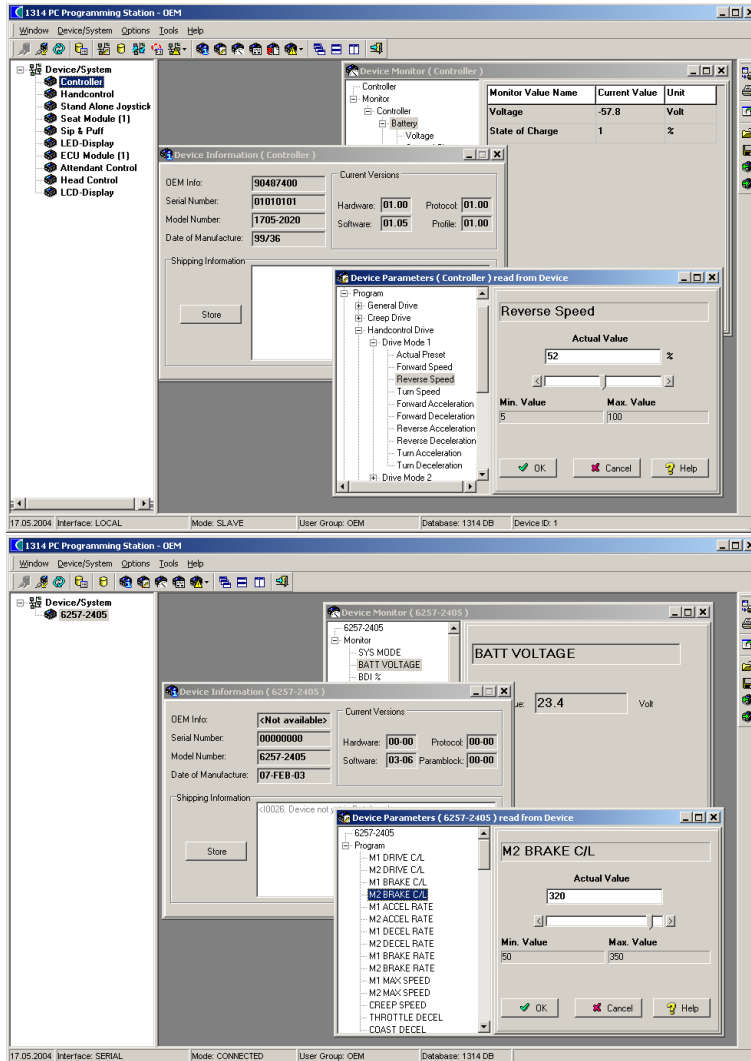 1314 PC Programming Station - OEM
Window Device/System Options Tools Help
Device/System
Controller
Handcontrol
Stand Alone Joystick
Seat Module (1)
Sip & Puff
LED-Display
ECU Module (1)
Attendant Control
Head Control
LCD-Display
Device Monitor ( Controller )
Controller
Monitor
Controller
Battery
Voltage
Monitor Value Name Current Value Unit
Voltage -57.8 Volt
State of Charge 1 %
Device Information ( Controller )
OEM Info: 90487400
Serial Number: 01010101
Model Number: 1705-2020
Date of Manufacture: 99/36
Current Versions
Hardware: 01.00 Protocol: 01.00
Software: 01.05 Profile: 01.00
Shipping Information
Store
Device Parameters ( Controller ) read from Device
Program
General Drive
Creep Drive
Handcontrol Drive
Drive Mode 1
Actual Preset
Forward Speed
Reverse Speed
Turn Speed
Forward Acceleration
Forward Deceleration
Reverse Acceleration
Reverse Deceleration
Turn Acceleration
Turn Deceleration
Drive Mode 2
Reverse Speed
Actual Value
52 %
Min. Value Max. Value
5 100
OK Cancel Help
17.05.2004 Interface: LOCAL Mode: SLAVE User Group: OEM Database: 1314 DB Device ID: 1
1314 PC Programming Station - OEM
Window Device/System Options Tools Help
Device/System
6257-2405
Device Monitor ( 6257-2405 )
6257-2405
Monitor
SYS MODE
BATT VOLTAGE
BDI %
BATT VOLTAGE
ue: 23.4 Volt
Device Information ( 6257-2405 )
OEM Info: <Not available>
Serial Number: 00000000
Model Number: 6257-2405
Date of Manufacture: 07-FEB-03
Current Versions
Hardware: 00-00 Protocol: 00-00
Software: 03-06 Paramblock: 00-00
Shipping Information
<I0026: Device not y
Store
Device Parameters ( 6257-2405 ) read from Device
6257-2405
Program
M1 DRIVE C/L
M2 DRIVE C/L
M1 BRAKE C/L
M2 BRAKE C/L
M1 ACCEL RATE
M2 ACCEL RATE
M1 DECEL RATE
M2 DECEL RATE
M1 BRAKE RATE
M2 BRAKE RATE
M1 MAX SPEED
M2 MAX SPEED
CREEP SPEED
THROTTLE DECEL
COAST DECEL
M2 BRAKE C/L
Actual Value
320
Min. Value Max. Value
50 350
OK Cancel Help
17.05.2004 Interface: SERIAL Mode: CONNECTED User Group: OEM Database: 1314 DB